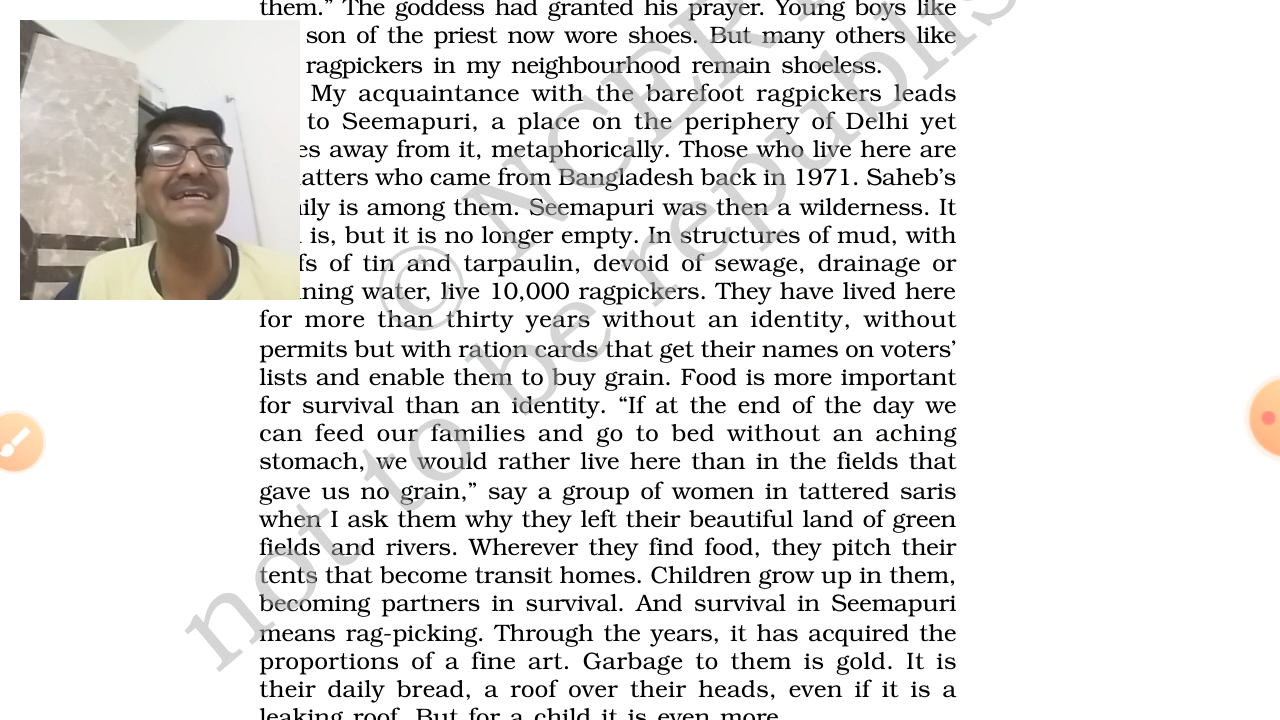 them.” The goddess had granted his prayer. Young boys like
son of the priest now wore shoes. But many others like
ragpickers in my neighbourhood remain shoeless.
My acquaintance with the barefoot ragpickers leads
to Seemapuri, a place on the periphery of Delhi yet
es away from it, metaphorically. Those who live here are
atters who came from Bangladesh back in 1971. Saheb’s
ily is among them. Seemapuri was then a wilderness. It
is, but it is no longer empty. In structures of mud, with
fs of tin and tarpaulin, devoid of sewage, drainage or
ning water, live 10,000 ragpickers. They have lived here
for more than thirty years without an identity, without
permits but with ration cards that get their names on voters’
lists and enable them to buy grain. Food is more important
for survival than an identity. “If at the end of the day we
can feed our families and go to bed without an aching
stomach, we would rather live here than in the fields that
gave us no grain,” say a group of women in tattered saris
when I ask them why they left their beautiful land of green
fields and rivers. Wherever they find food, they pitch their
tents that become transit homes. Children grow up in them,
becoming partners in survival. And survival in Seemapuri
means rag-picking. Through the years, it has acquired the
proportions of a fine art. Garbage to them is gold. It is
their daily bread, a roof over their heads, even if it is a
leaking roof. But for a child it is even more.
© NCER
not to be republis